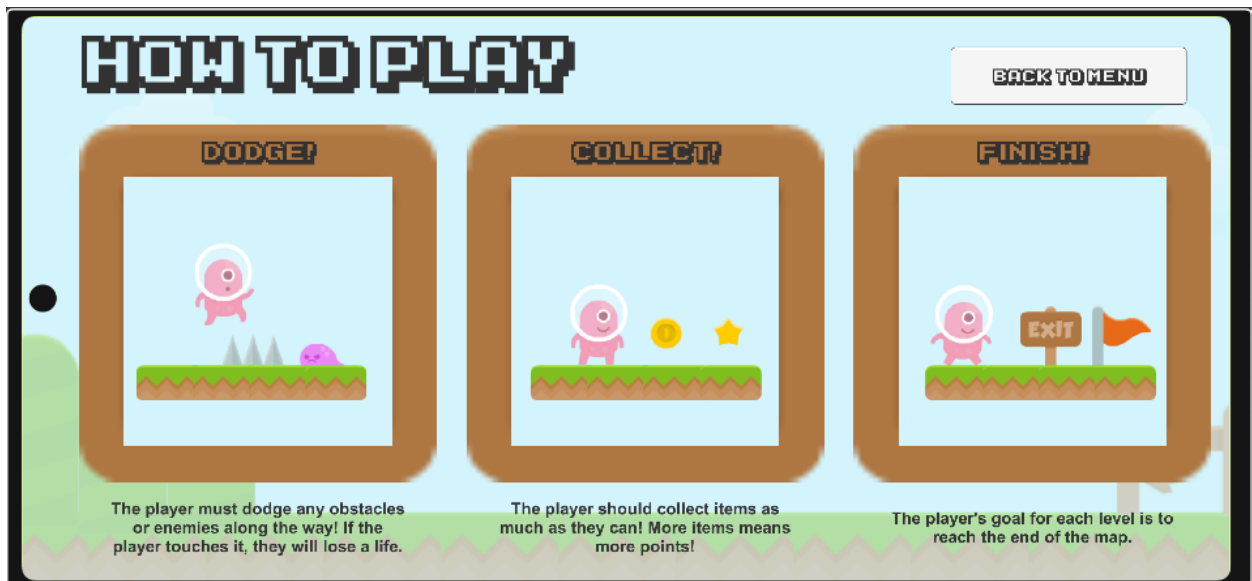 HOW TO PLAY
BACK TO MENU
DODGE!
COLLECT!
FINISH!
EXIT
The player must dodge any obstacles
or enemies along the way! If the
player touches it, they will lose a life.
The player should collect items as
much as they can! More items means
more points!
The player's goal for each level is to
reach the end of the map.